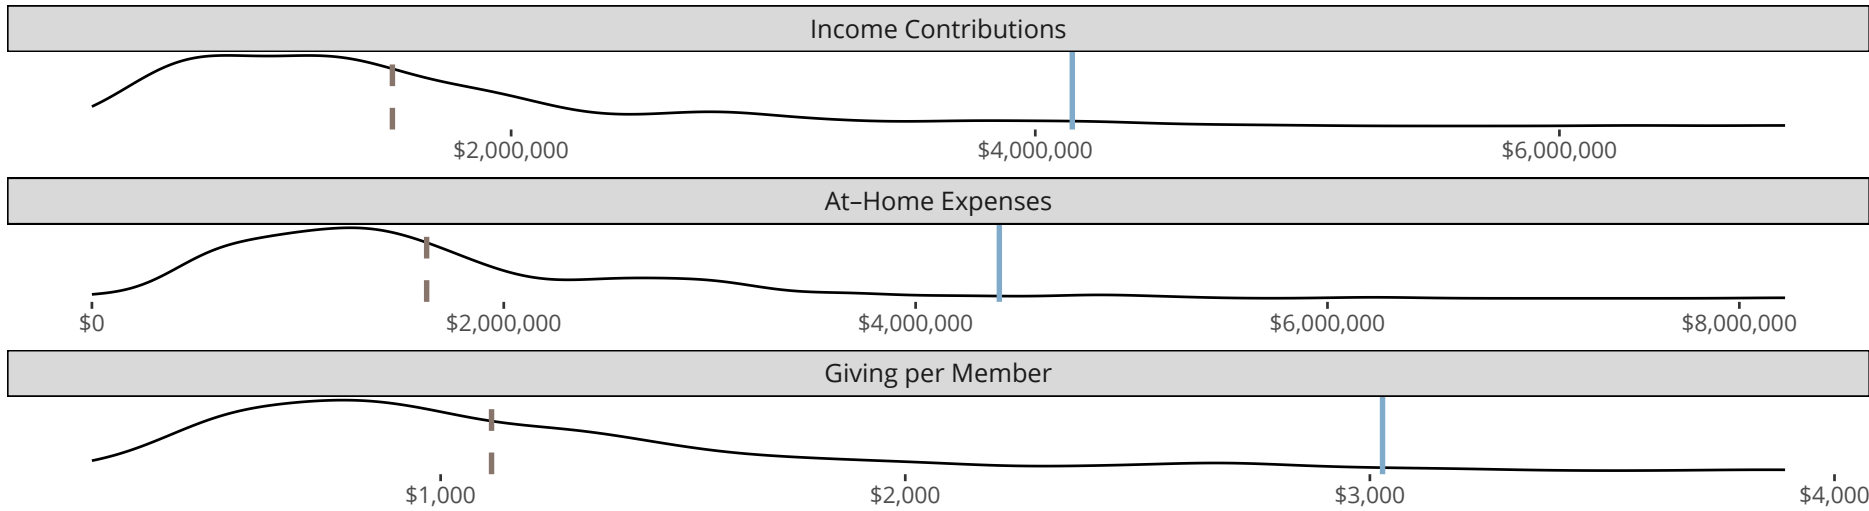 Income Contributions
$2,000,000 $4,000,000 $6,000,000
At–Home Expenses
$0 $2,000,000 $4,000,000 $6,000,000 $8,000,000
Giving per Member
$1,000 $2,000 $3,000 $4,000